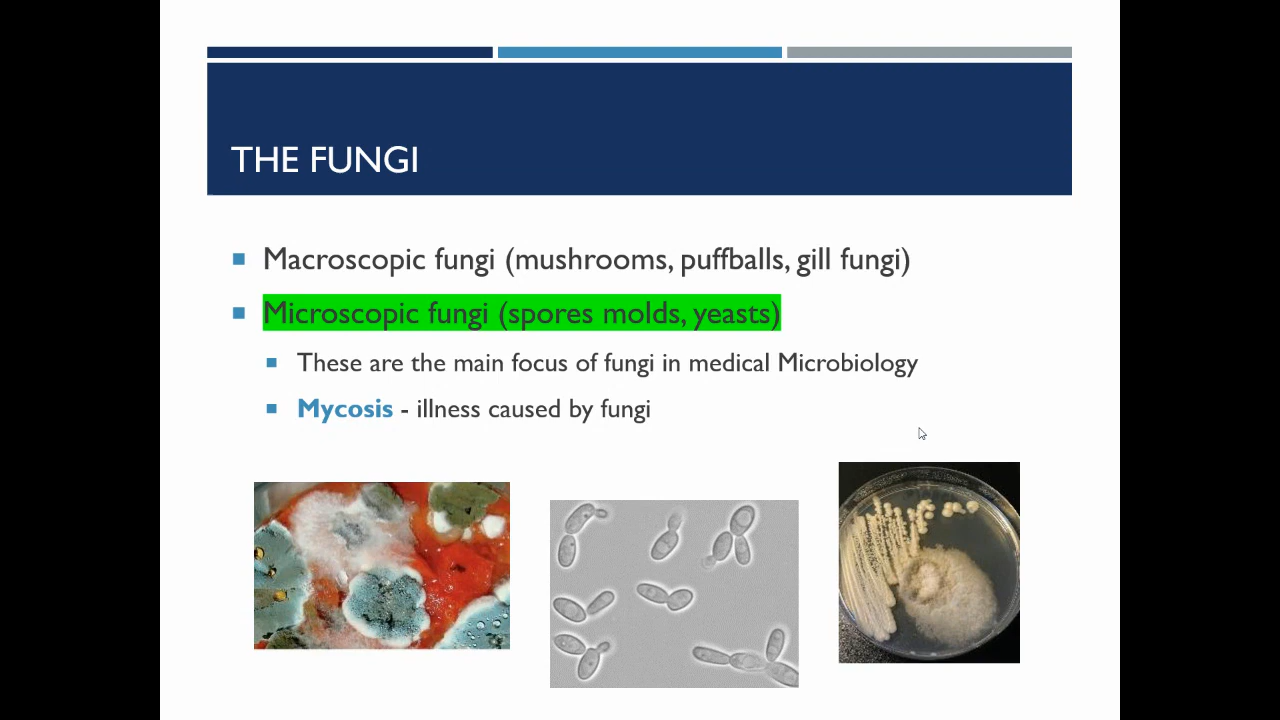 THE FUNGI
Macroscopic fungi (mushrooms, puffballs, gill fungi)
Microscopic fungi (spores molds, yeasts)
These are the main focus of fungi in medical Microbiology
Mycosis - illness caused by fungi